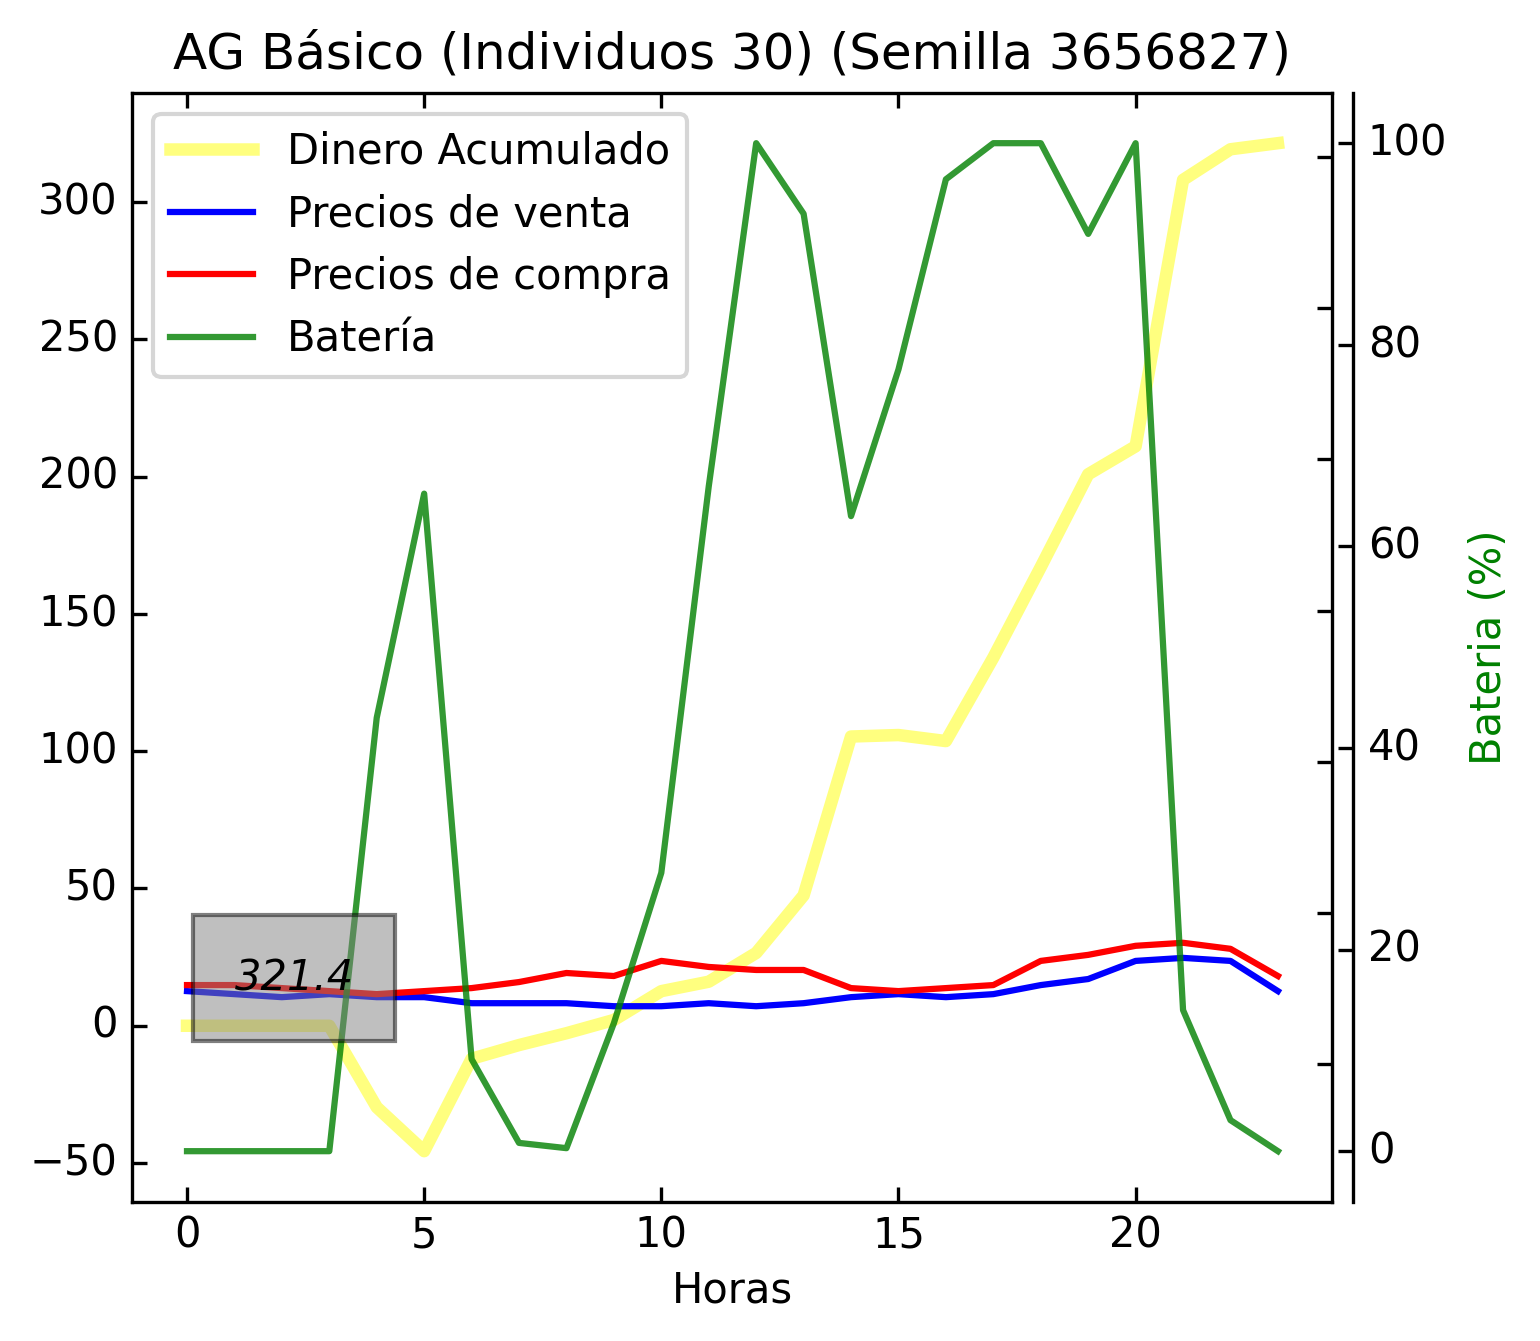 AG Básico (Individuos 30) (Semilla 3656827)
Dinero Acumulado
Precios de venta
Precios de compra
Batería
300
250
200
150
100
50
0
−50
321.4
100
80
60
40
20
0
Bateria (%)
0 5 10 15 20
Horas